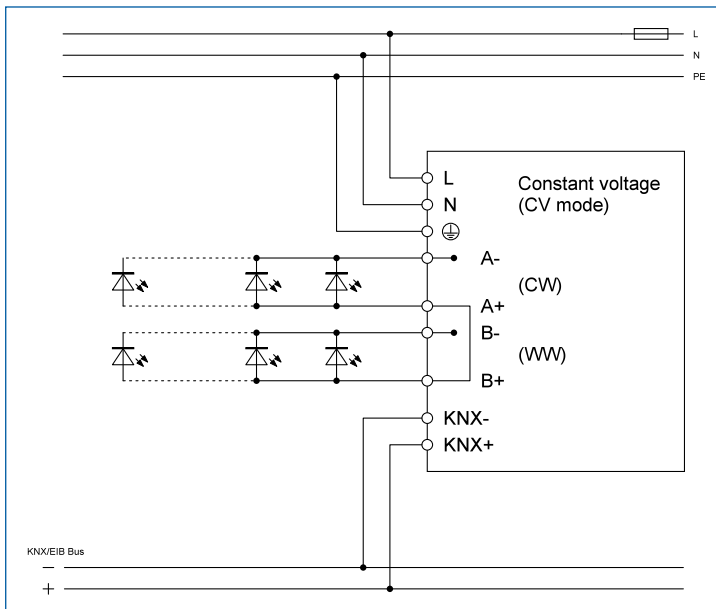 L
N
PE
L
Constant voltage
N
(CV mode)
A-
(CW)
A+
B-
(WW)
B+
KNX-
KNX+
KNX/EIB Bus
−
+